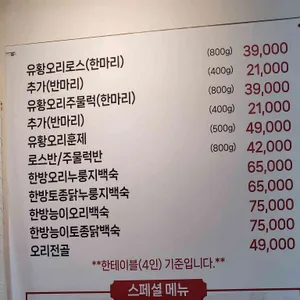 유황오리로스(한마리) (800g) 39,000
추가(반마리) (400g) 21,000
유황오리주물럭(한마리) (800g) 39,000
추가(반마리) (400g) 21,000
유황오리훈제 (500g) 49,000
로스반/주물럭반 (800g) 42,000
한방오리누룽지백숙 65,000
한방토종닭누룽지백숙 65,000
한방능이오리백숙 75,000
한방능이토종닭백숙 75,000
오리전골 49,000
**한테이블(4인) 기준입니다.**
스페셜 메뉴